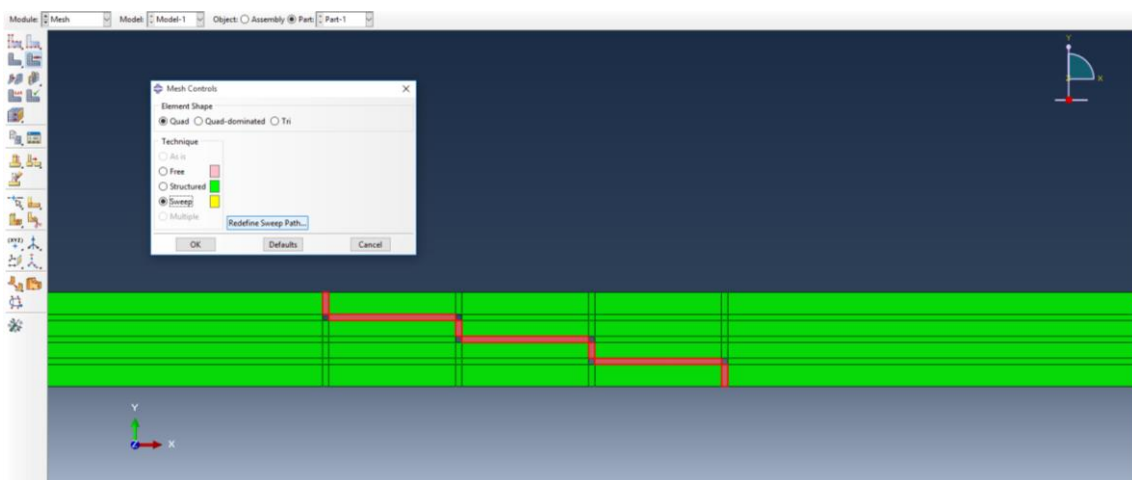 Module: Mesh Model: Model-1 Object: Assembly Part: Part-1
Mesh Controls
Element Shape
Quad Quad-dominated Tri
Technique
As is
Free
Structured
Sweep
Multiple
Redefine Sweep Path...
OK Defaults Cancel
Y
X
Y
X